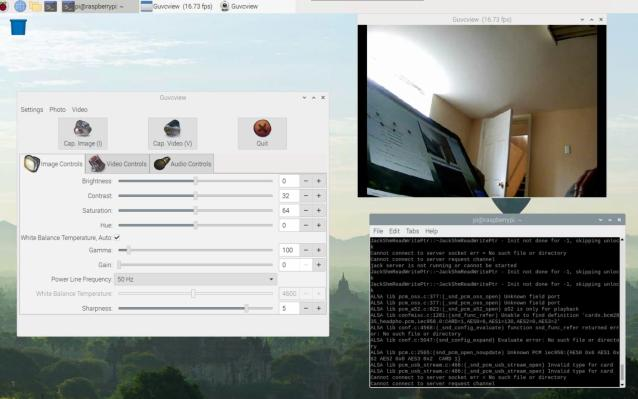 pi@raspberrypi: ~
Guvcview (16.73 fps)
Guvcview
Guvcview (16.73 fps)
Guvcview
Settings Photo Video
Cap. Image (I)
Cap. Video (V)
Quit
Image Controls
Video Controls
Audio Controls
Brightness: 0 - +
Contrast: 32 - +
Saturation: 64 - +
Hue: 0 - +
White Balance Temperature, Auto:
Gamma: 100 - +
Gain: 0 - +
Power Line Frequency: 50 Hz
White Balance Temperature: 4600 - +
Sharpness: 5 - +
pi@raspberrypi: ~
File Edit Tabs Help
JackShmReadWritePtr::~JackShmReadWritePtr - Init not done for -1, skipping unloc
k
Cannot connect to server socket err = No such file or directory
Cannot connect to server request channel
jack server is not running or cannot be started
JackShmReadWritePtr::~JackShmReadWritePtr - Init not done for -1, skipping unloc
k
JackShmReadWritePtr::~JackShmReadWritePtr - Init not done for -1, skipping unloc
k
ALSA lib pcm_oss.c:377:(_snd_pcm_oss_open) Unknown field port
ALSA lib pcm_oss.c:377:(_snd_pcm_oss_open) Unknown field port
ALSA lib pcm_a52.c:823:(_snd_pcm_a52_open) a52 is only for playback
ALSA lib confmisc.c:1281:(snd_func_refer) Unable to find definition 'cards.bcm28
35_headpho.pcm.iec958.0:CARD=1,AES0=6,AES1=130,AES2=0,AES3=2'
ALSA lib conf.c:4568:(_snd_config_evaluate) function snd_func_refer returned err
or: No such file or directory
ALSA lib conf.c:5047:(snd_config_expand) Evaluate error: No such file or directo
ry
ALSA lib pcm.c:2565:(snd_pcm_open_noupdate) Unknown PCM iec958:{AES0 0x6 AES1 0x
82 AES2 0x0 AES3 0x2 CARD 1}
ALSA lib pcm_usb_stream.c:486:(_snd_pcm_usb_stream_open) Invalid type for card
ALSA lib pcm_usb_stream.c:486:(_snd_pcm_usb_stream_open) Invalid type for card
Cannot connect to server socket err = No such file or directory
Cannot connect to server request channel